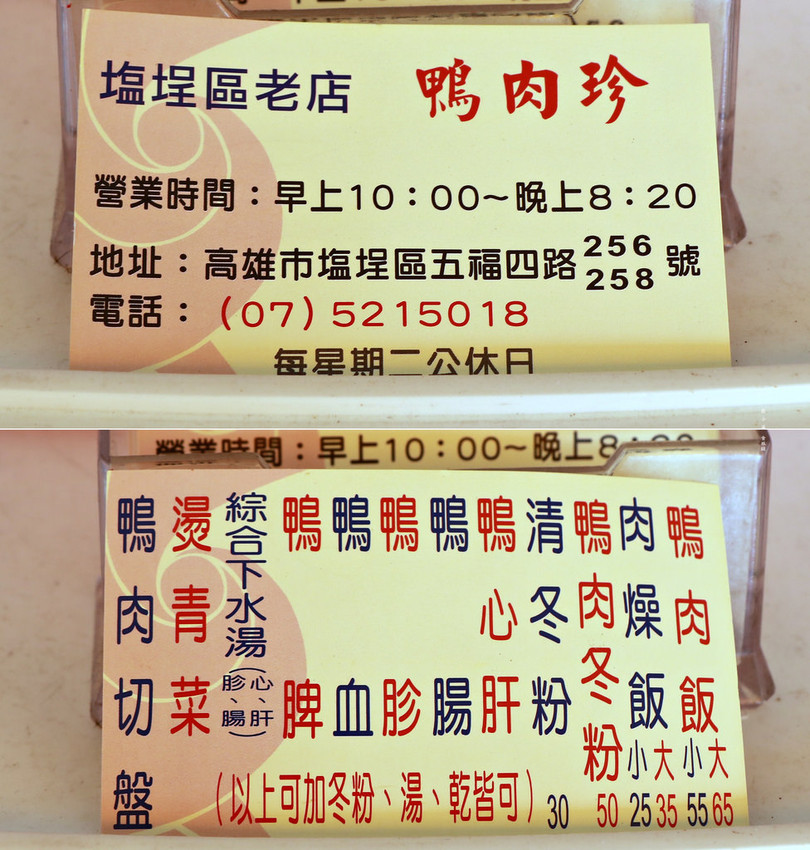 塩埕區老店 鴨肉珍
營業時間：早上10：00~晚上8：20
地址：高雄市塩埕區五福四路256 258號
電話：(07) 5215018
每星期二公休日
營業時間：早上10：00~晚上8：20
鴨肉飯 小55 大65
肉燥飯 小25 大35
鴨肉冬粉 50
清冬粉 30
鴨心肝
鴨腸
鴨胗
鴨血
鴨脾
(以上可加冬粉、湯、乾皆可)
綜合下水湯(心、肝、胗、腸)
燙青菜
鴨肉切盤